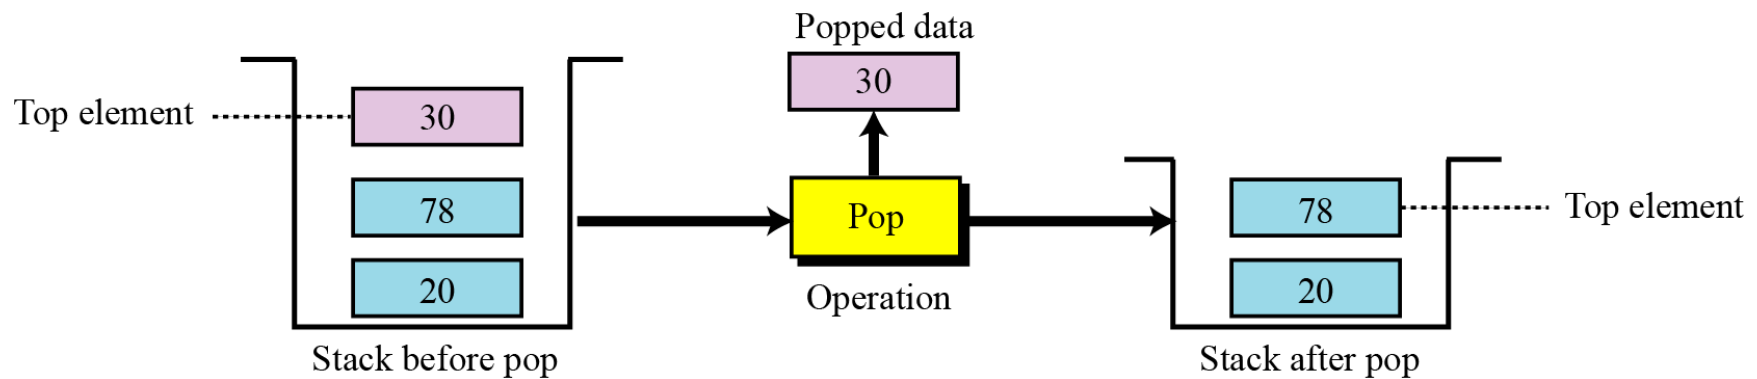 Popped data
30
Top element
30
78
20
Stack before pop
Pop
Operation
78
Top element
20
Stack after pop